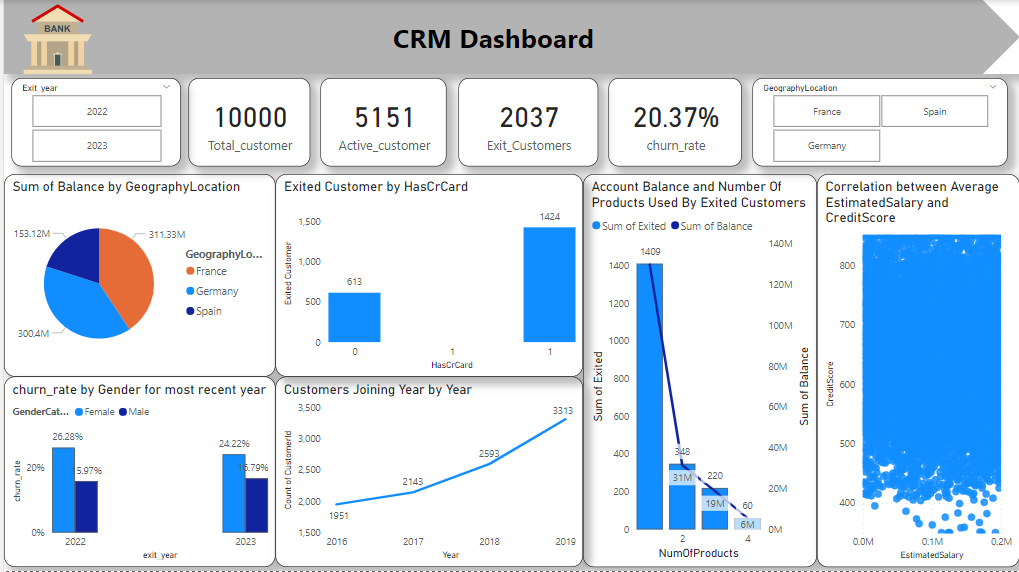 BANK
CRM Dashboard
Exit_year
2022
2023
10000
Total_customer
5151
Active_customer
2037
Exit_Customers
20.37%
churn_rate
GeographyLocation
France
Spain
Germany
Sum of Balance by GeographyLocation
153.12M
311.33M
300.4M
GeographyLo...
France
Germany
Spain
Exited Customer by HasCrCard
Exited Customer
1,500
1,000
500
0
613
1424
0
1
1
HasCrCard
Account Balance and Number Of
Products Used By Exited Customers
Sum of Exited
Sum of Balance
Sum of Exited
1400
1200
1000
800
600
400
200
0
1409
348
220
60
31M
19M
6M
140M
120M
100M
80M
60M
40M
20M
0M
Sum of Balance
2
4
NumOfProducts
Correlation between Average
EstimatedSalary and
CreditScore
CreditScore
800
700
600
500
400
0.0M
0.1M
0.2M
EstimatedSalary
churn_rate by Gender for most recent year
GenderCat...
Female
Male
churn_rate
20%
0%
26.28%
15.97%
24.22%
16.79%
2022
2023
exit_year
Customers Joining Year by Year
Count of CustomerId
3,500
3,000
2,500
2,000
1,500
1951
2143
2593
3313
2016
2017
2018
2019
Year